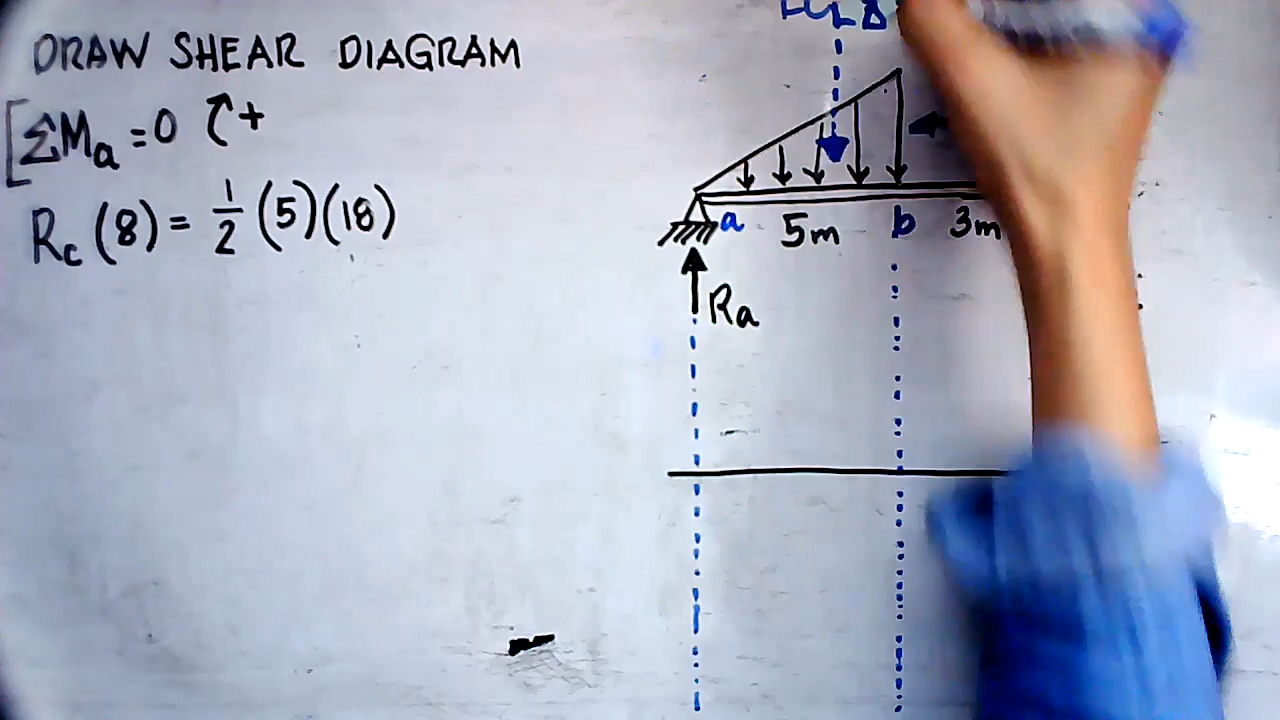 DRAW SHEAR DIAGRAM
[ΣMa = 0 ↷+
Rc (8) = 1/2 (5)(18)
a 5m b 3m
Ra